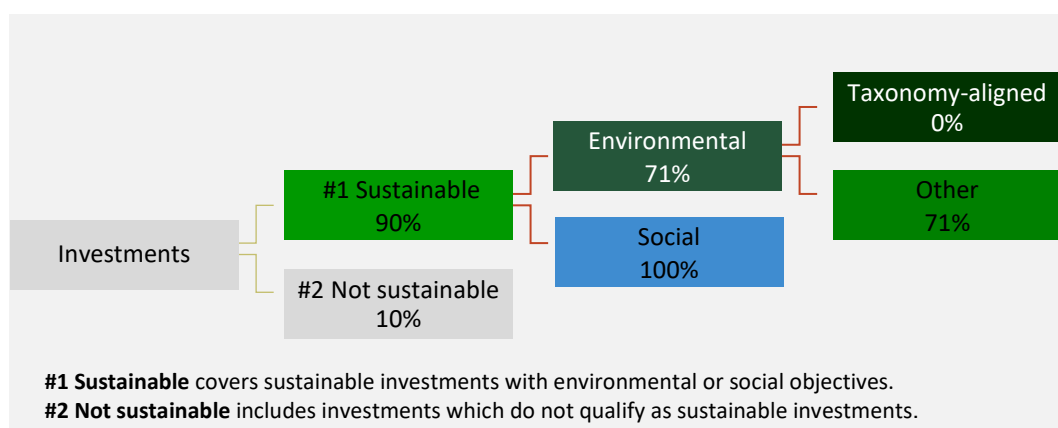 Investments
#1 Sustainable
90%
#2 Not sustainable
10%
Environmental
71%
Social
100%
Taxonomy-aligned
0%
Other
71%
#1 Sustainable covers sustainable investments with environmental or social objectives.
#2 Not sustainable includes investments which do not qualify as sustainable investments.